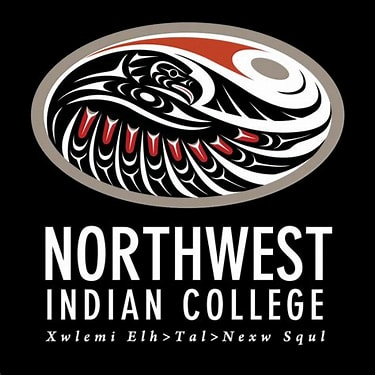 NORTHWEST
INDIAN COLLEGE
Xwlemi Elh>Tal>Nexw Squl